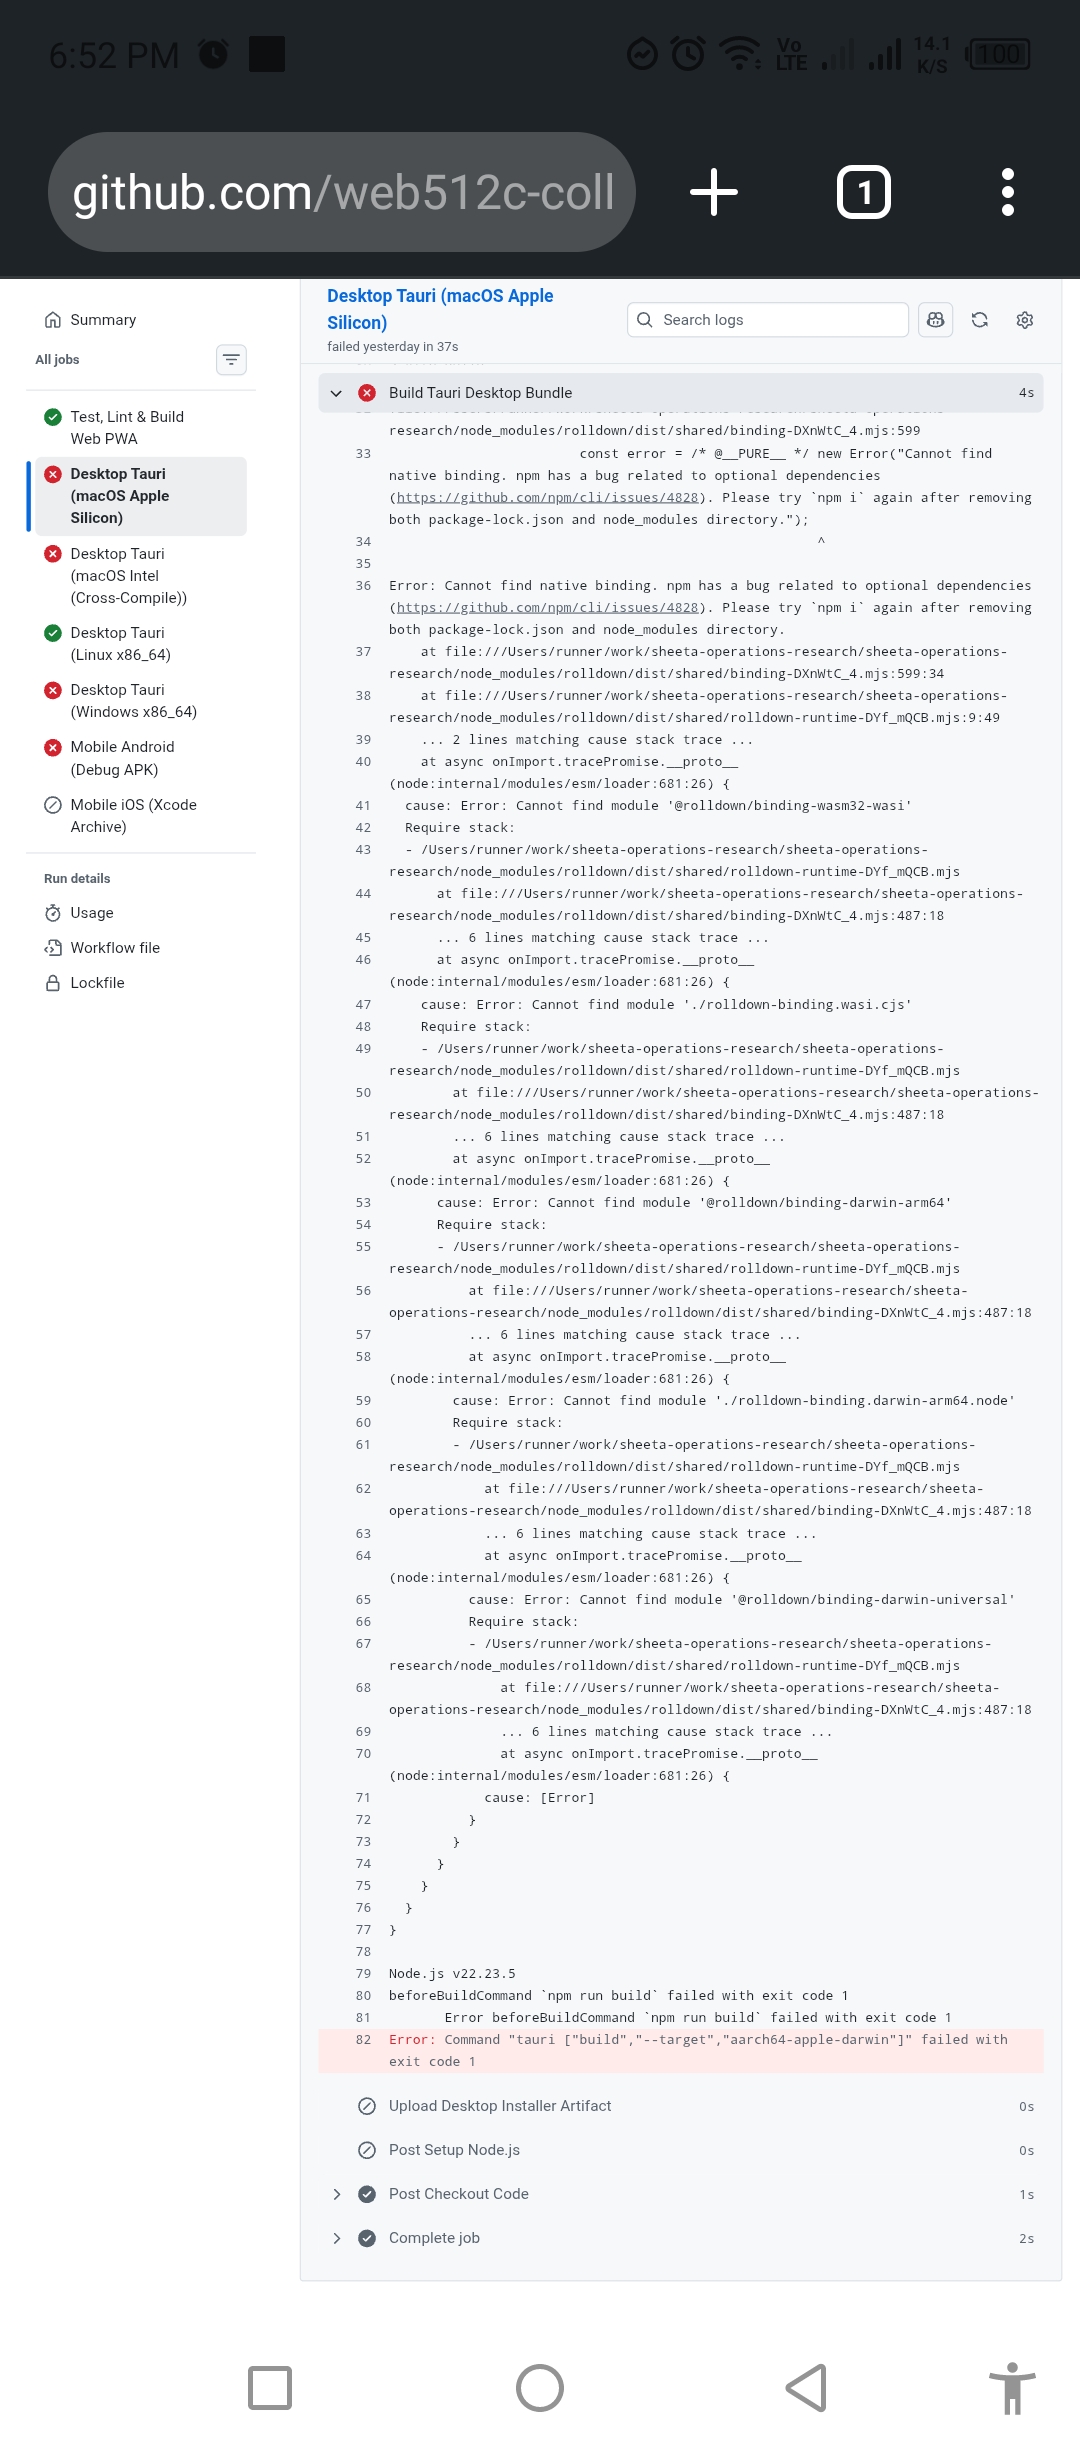 6:52 PM
Vo LTE
14.1 K/S
100
github.com/web512c-coll
1
Summary
All jobs
Test, Lint & Build
Web PWA
Desktop Tauri
(macOS Apple
Silicon)
Desktop Tauri
(macOS Intel
(Cross-Compile))
Desktop Tauri
(Linux x86_64)
Desktop Tauri
(Windows x86_64)
Mobile Android
(Debug APK)
Mobile iOS (Xcode
Archive)
Run details
Usage
Workflow file
Lockfile
Desktop Tauri (macOS Apple
Silicon)
failed yesterday in 37s
Search logs
Build Tauri Desktop Bundle 4s
research/node_modules/rolldown/dist/shared/binding-DXnWtC_4.mjs:599
33 const error = /* @__PURE__ */ new Error("Cannot find
native binding. npm has a bug related to optional dependencies
(https://github.com/npm/cli/issues/4828). Please try `npm i` again after removing
both package-lock.json and node_modules directory.");
34 ^
35
36 Error: Cannot find native binding. npm has a bug related to optional dependencies
(https://github.com/npm/cli/issues/4828). Please try `npm i` again after removing
both package-lock.json and node_modules directory.
37 at file:///Users/runner/work/sheeta-operations-research/sheeta-operations-
research/node_modules/rolldown/dist/shared/binding-DXnWtC_4.mjs:599:34
38 at file:///Users/runner/work/sheeta-operations-research/sheeta-operations-
research/node_modules/rolldown/dist/shared/rolldown-runtime-DYf_mQCB.mjs:9:49
39 ... 2 lines matching cause stack trace ...
40 at async onImport.tracePromise.__proto__
(node:internal/modules/esm/loader:681:26) {
41 cause: Error: Cannot find module '@rolldown/binding-wasm32-wasi'
42 Require stack:
43 - /Users/runner/work/sheeta-operations-research/sheeta-operations-
research/node_modules/rolldown/dist/shared/rolldown-runtime-DYf_mQCB.mjs
44 at file:///Users/runner/work/sheeta-operations-research/sheeta-operations-
research/node_modules/rolldown/dist/shared/binding-DXnWtC_4.mjs:487:18
45 ... 6 lines matching cause stack trace ...
46 at async onImport.tracePromise.__proto__
(node:internal/modules/esm/loader:681:26) {
47 cause: Error: Cannot find module './rolldown-binding.wasi.cjs'
48 Require stack:
49 - /Users/runner/work/sheeta-operations-research/sheeta-operations-
research/node_modules/rolldown/dist/shared/rolldown-runtime-DYf_mQCB.mjs
50 at file:///Users/runner/work/sheeta-operations-research/sheeta-operations-
research/node_modules/rolldown/dist/shared/binding-DXnWtC_4.mjs:487:18
51 ... 6 lines matching cause stack trace ...
52 at async onImport.tracePromise.__proto__
(node:internal/modules/esm/loader:681:26) {
53 cause: Error: Cannot find module '@rolldown/binding-darwin-arm64'
54 Require stack:
55 - /Users/runner/work/sheeta-operations-research/sheeta-operations-
research/node_modules/rolldown/dist/shared/rolldown-runtime-DYf_mQCB.mjs
56 at file:///Users/runner/work/sheeta-operations-research/sheeta-
operations-research/node_modules/rolldown/dist/shared/binding-DXnWtC_4.mjs:487:18
57 ... 6 lines matching cause stack trace ...
58 at async onImport.tracePromise.__proto__
(node:internal/modules/esm/loader:681:26) {
59 cause: Error: Cannot find module './rolldown-binding.darwin-arm64.node'
60 Require stack:
61 - /Users/runner/work/sheeta-operations-research/sheeta-operations-
research/node_modules/rolldown/dist/shared/rolldown-runtime-DYf_mQCB.mjs
62 at file:///Users/runner/work/sheeta-operations-research/sheeta-
operations-research/node_modules/rolldown/dist/shared/binding-DXnWtC_4.mjs:487:18
63 ... 6 lines matching cause stack trace ...
64 at async onImport.tracePromise.__proto__
(node:internal/modules/esm/loader:681:26) {
65 cause: Error: Cannot find module '@rolldown/binding-darwin-universal'
66 Require stack:
67 - /Users/runner/work/sheeta-operations-research/sheeta-operations-
research/node_modules/rolldown/dist/shared/rolldown-runtime-DYf_mQCB.mjs
68 at file:///Users/runner/work/sheeta-operations-research/sheeta-
operations-research/node_modules/rolldown/dist/shared/binding-DXnWtC_4.mjs:487:18
69 ... 6 lines matching cause stack trace ...
70 at async onImport.tracePromise.__proto__
(node:internal/modules/esm/loader:681:26) {
71 cause: [Error]
72 }
73 }
74 }
75 }
76 }
77 }
78
79 Node.js v22.23.5
80 beforeBuildCommand `npm run build` failed with exit code 1
81 Error beforeBuildCommand `npm run build` failed with exit code 1
82 Error: Command "tauri ["build","--target","aarch64-apple-darwin"]" failed with
exit code 1
Upload Desktop Installer Artifact 0s
Post Setup Node.js 0s
Post Checkout Code 1s
Complete job 2s